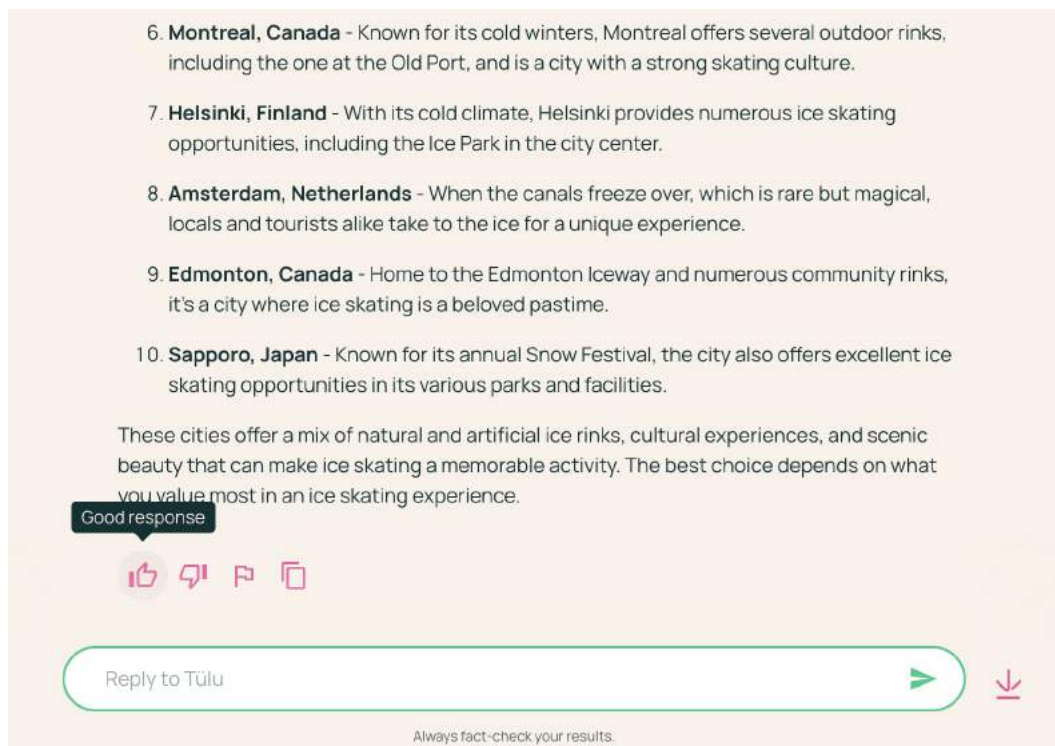 6. Montreal, Canada - Known for its cold winters, Montreal offers several outdoor rinks,
including the one at the Old Port, and is a city with a strong skating culture.
7. Helsinki, Finland - With its cold climate, Helsinki provides numerous ice skating
opportunities, including the Ice Park in the city center.
8. Amsterdam, Netherlands - When the canals freeze over, which is rare but magical,
locals and tourists alike take to the ice for a unique experience.
9. Edmonton, Canada - Home to the Edmonton Iceway and numerous community rinks,
it's a city where ice skating is a beloved pastime.
10. Sapporo, Japan - Known for its annual Snow Festival, the city also offers excellent ice
skating opportunities in its various parks and facilities.
These cities offer a mix of natural and artificial ice rinks, cultural experiences, and scenic
beauty that can make ice skating a memorable activity. The best choice depends on what
you value most in an ice skating experience.
Good response
Reply to Tülu
Always fact-check your results.